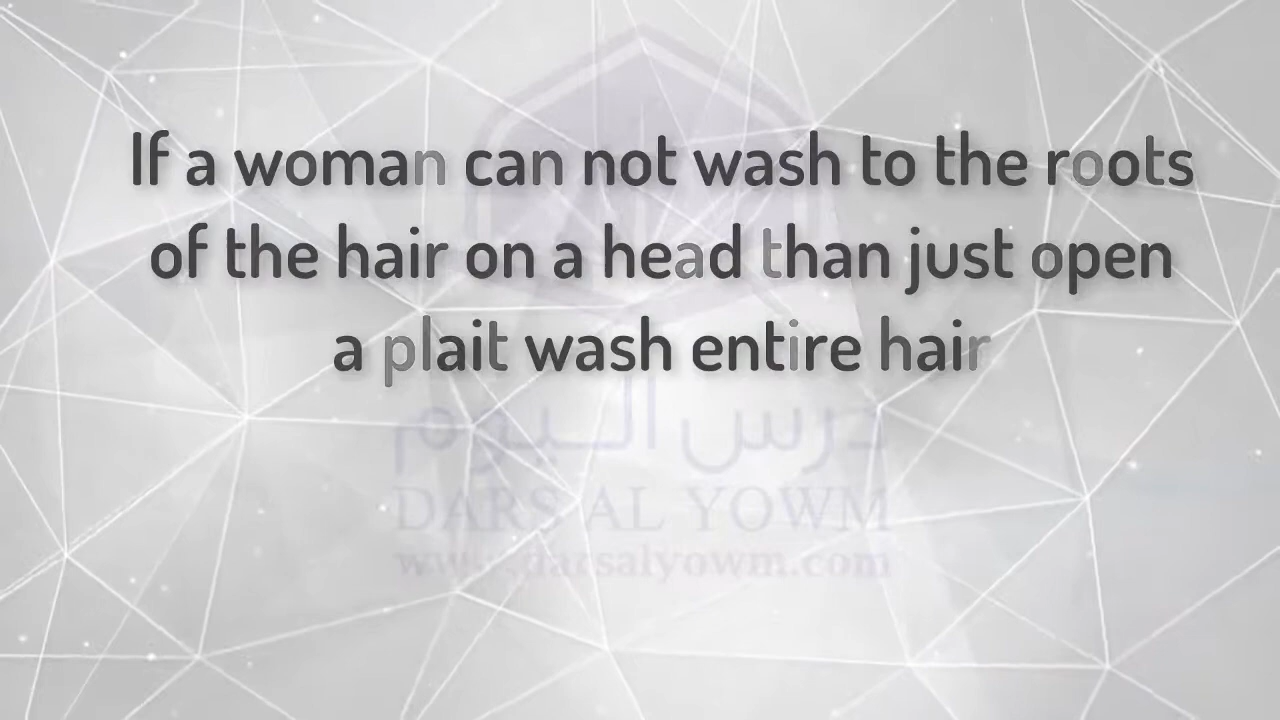 If a woman can not wash to the roots
of the hair on a head than just open
a plait wash entire hair
درس اليوم
DARS AL YOWM
www.darsalyowm.com